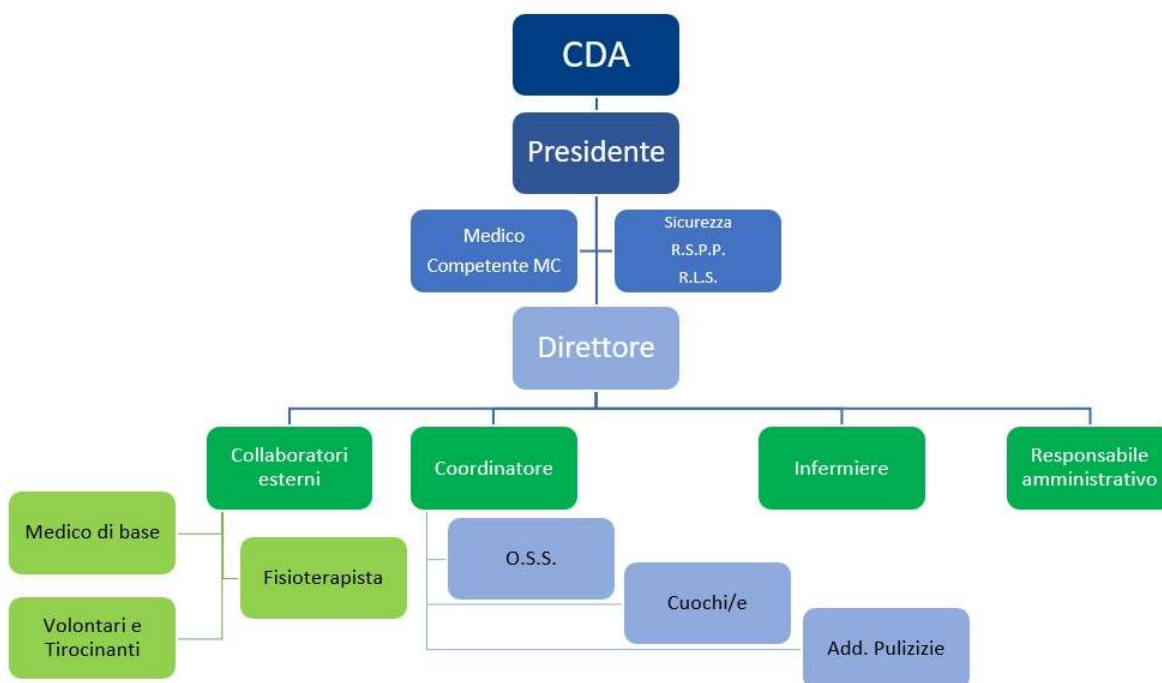 CDA
Presidente
Medico
Competente MC
Sicurezza
R.S.P.P.
R.L.S.
Direttore
Collaboratori
esterni
Coordinatore
Infermiere
Responsabile
amministrativo
Medico di base
Fisioterapista
Volontari e
Tirocinanti
O.S.S.
Cuochi/e
Add. Pulizizie